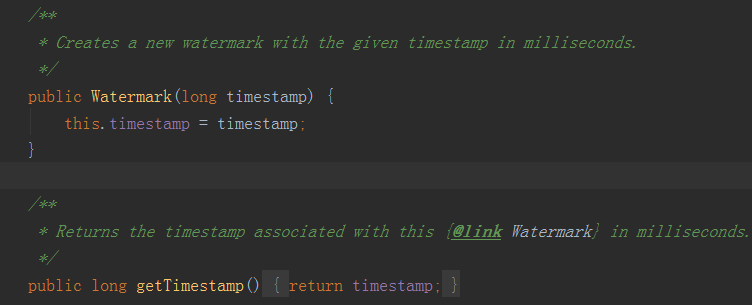 /**
 * Creates a new watermark with the given timestamp in milliseconds.
 */
public Watermark(long timestamp) {
    this.timestamp = timestamp;
}
/**
 * Returns the timestamp associated with this {@link Watermark} in milliseconds.
 */
public long getTimestamp() { return timestamp; }